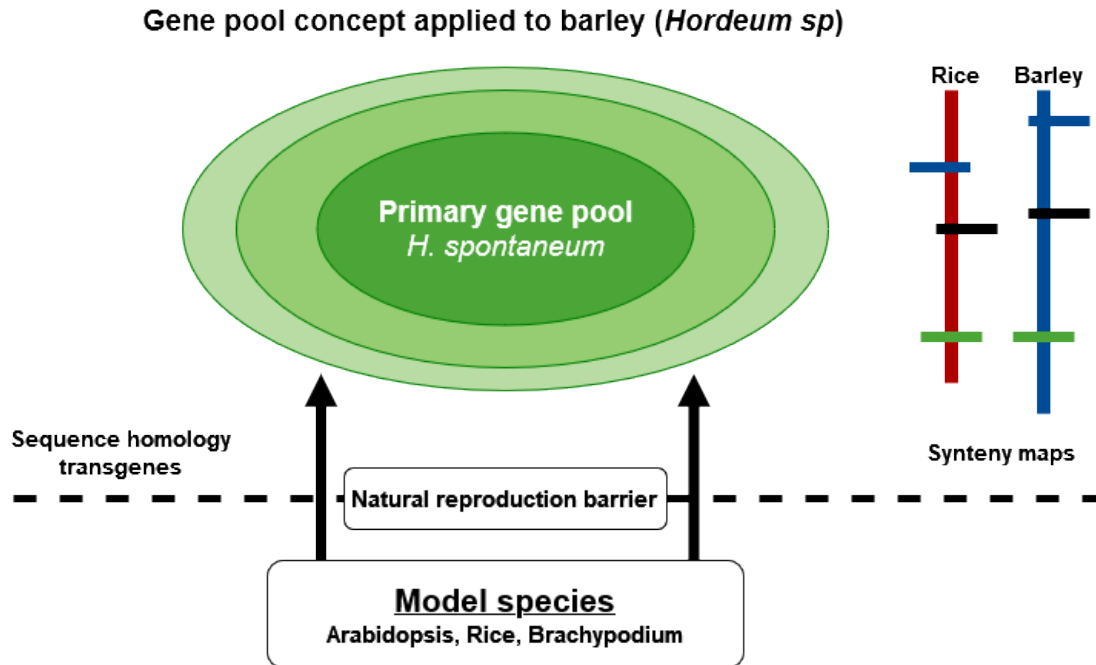 Gene pool concept applied to barley (Hordeum sp)
Rice
Barley
Primary gene pool
H. spontaneum
Sequence homology
transgenes
Synteny maps
Natural reproduction barrier
Model species
Arabidopsis, Rice, Brachypodium